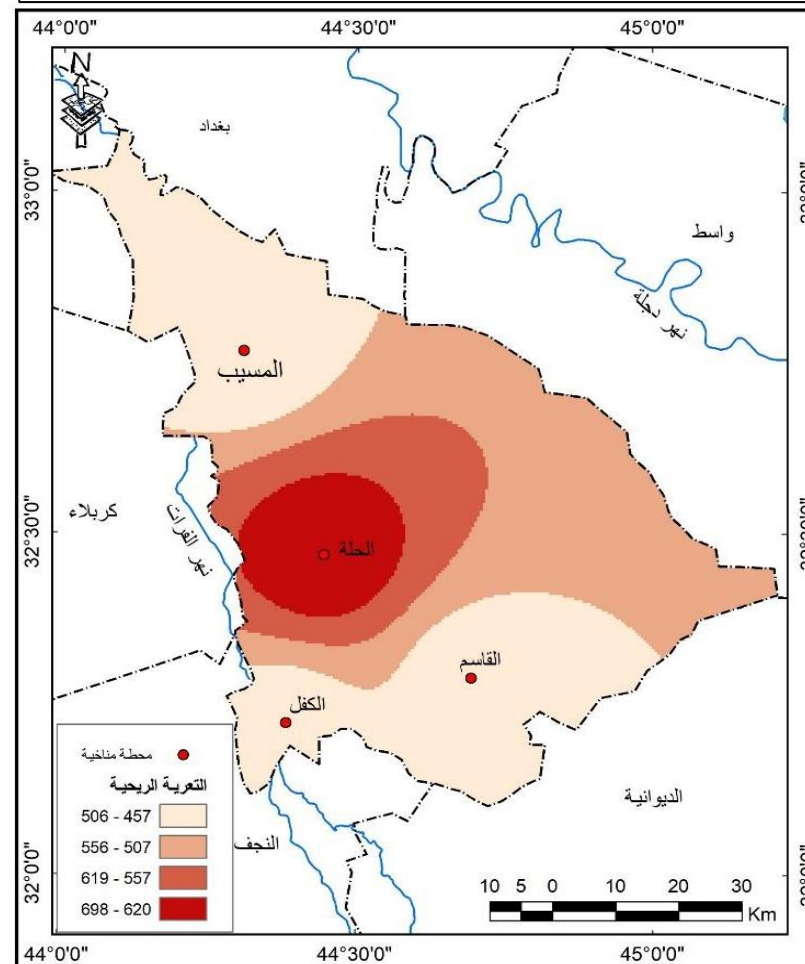 44°0'0" 44°30'0" 45°0'0"
N
بغداد
33°0'0"
واسط
نهر دجلة
المسيب
كربلاء
نهر الفرات
32°30'0"
الحلة
القاسم
الكفل
محطة مناخية
التعرية الريحية
506 - 457
556 - 507
619 - 557
698 - 620
النجف
الديوانية
32°0'0"
10 5 0 10 20 30
Km
44°0'0" 44°30'0" 45°0'0"